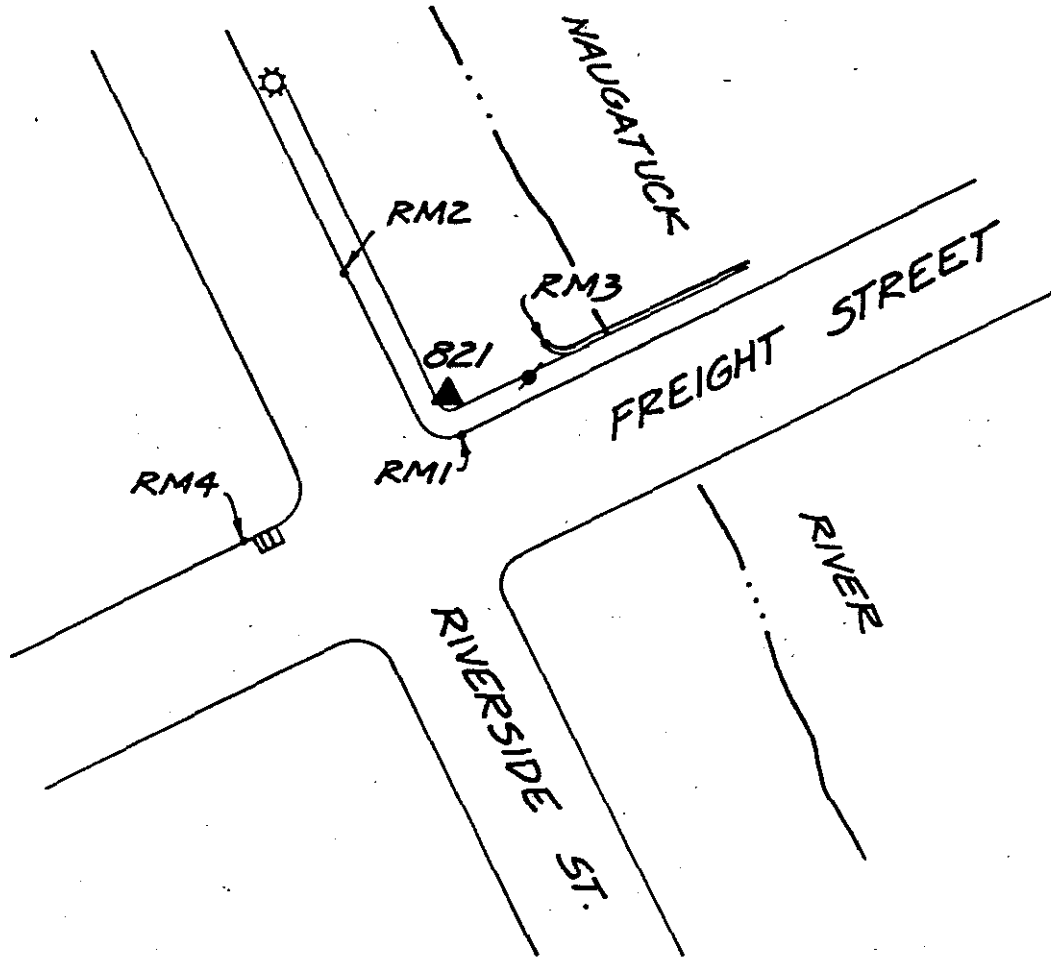 NAUGATUCK
RM2
RM3
821
FREIGHT STREET
RM1
RM4
RIVER
RIVERSIDE ST.